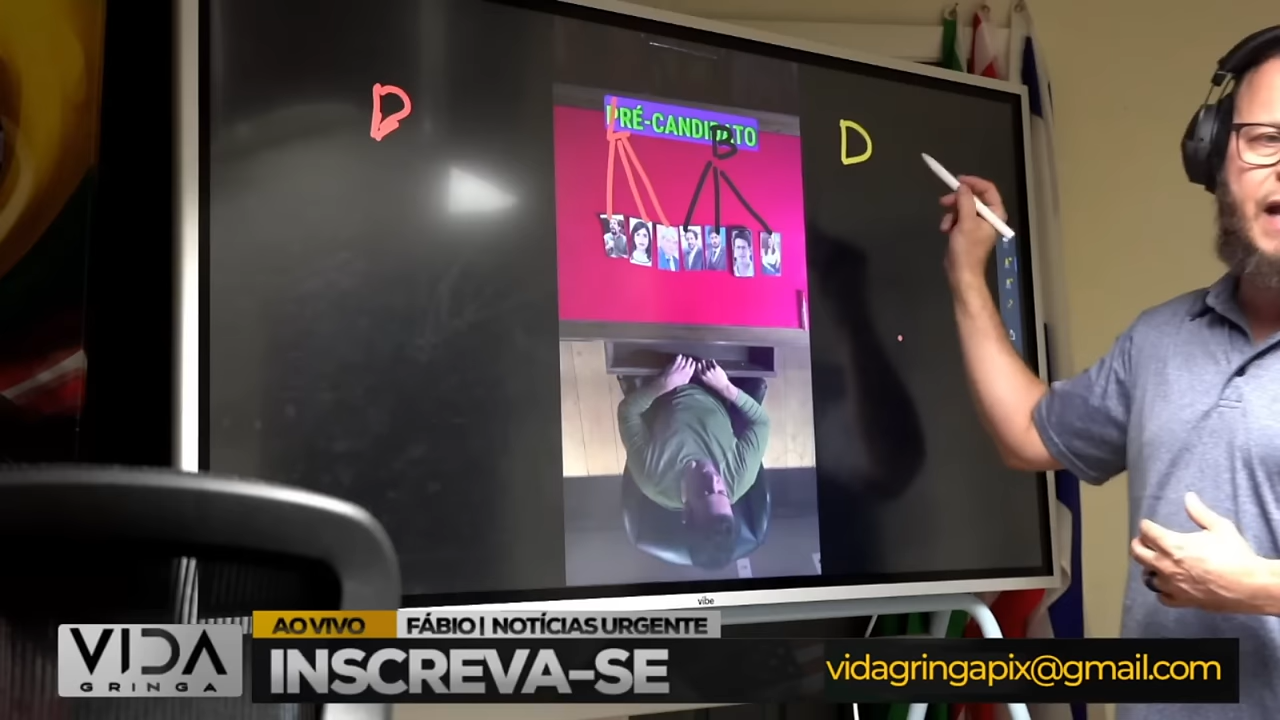 D
PRÉ-CANDIDATO
L
B
D
vibe
AO VIVO
FÁBIO | NOTÍCIAS URGENTE
VIDA
GRINGA
INSCREVA-SE
vidagringapix@gmail.com